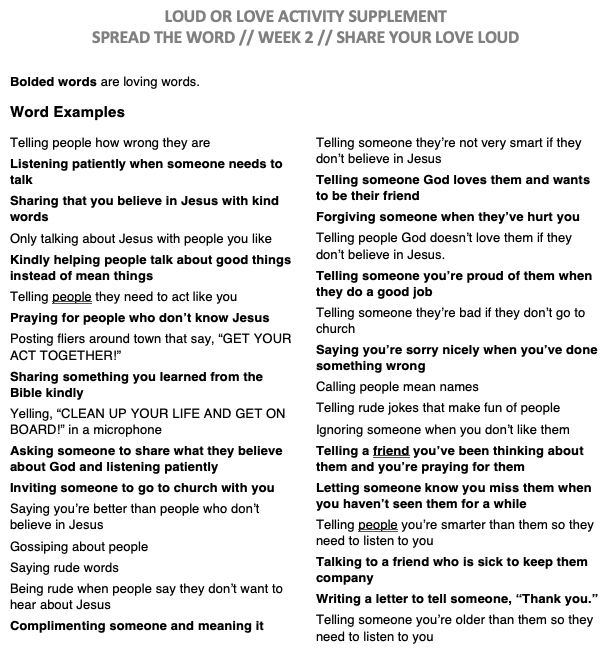 LOUD OR LOVE ACTIVITY SUPPLEMENT
SPREAD THE WORD // WEEK 2 // SHARE YOUR LOVE LOUD
Bolded words are loving words.
Word Examples
Telling people how wrong they are
Listening patiently when someone needs to
talk
Sharing that you believe in Jesus with kind
words
Only talking about Jesus with people you like
Kindly helping people talk about good things
instead of mean things
Telling people they need to act like you
Praying for people who don’t know Jesus
Posting fliers around town that say, “GET YOUR
ACT TOGETHER!”
Sharing something you learned from the
Bible kindly
Yelling, “CLEAN UP YOUR LIFE AND GET ON
BOARD!” in a microphone
Asking someone to share what they believe
about God and listening patiently
Inviting someone to go to church with you
Saying you’re better than people who don’t
believe in Jesus
Gossiping about people
Saying rude words
Being rude when people say they don’t want to
hear about Jesus
Complimenting someone and meaning it
Telling someone they’re not very smart if they
don’t believe in Jesus
Telling someone God loves them and wants
to be their friend
Forgiving someone when they’ve hurt you
Telling people God doesn’t love them if they
don’t believe in Jesus.
Telling someone you’re proud of them when
they do a good job
Telling someone they’re bad if they don’t go to
church
Saying you’re sorry nicely when you’ve done
something wrong
Calling people mean names
Telling rude jokes that make fun of people
Ignoring someone when you don’t like them
Telling a friend you’ve been thinking about
them and you’re praying for them
Letting someone know you miss them when
you haven’t seen them for a while
Telling people you’re smarter than them so they
need to listen to you
Talking to a friend who is sick to keep them
company
Writing a letter to tell someone, “Thank you.”
Telling someone you’re older than them so they
need to listen to you